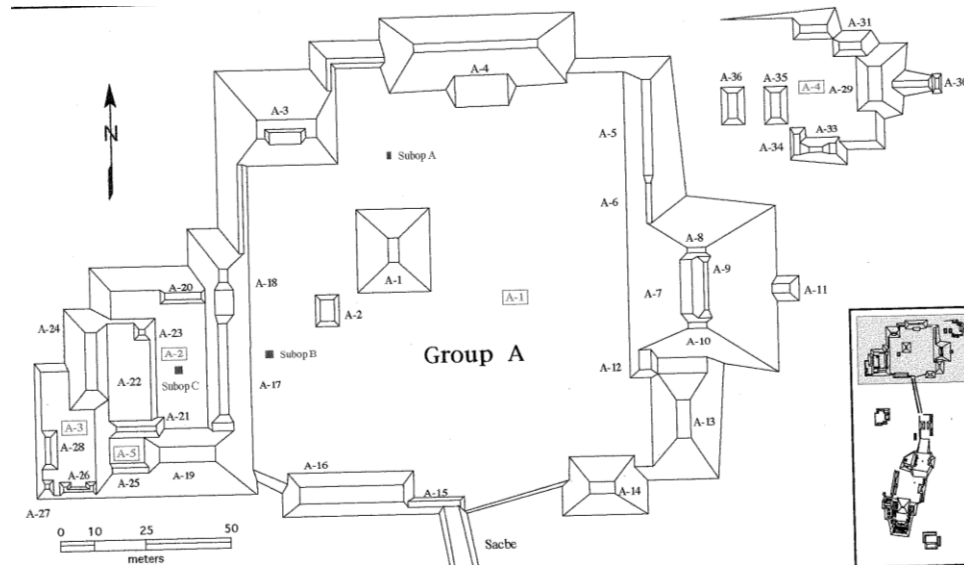 A-31
A-4
A-36
A-35
A-4
A-29
A-30
A-3
A-5
A-33
N
Subop A
A-34
A-6
A-8
A-18
A-9
A-20
A-1
A-7
A-11
A-1
A-24
A-23
A-2
A-10
A-2
Subop B
Group A
A-12
Subop C
A-22
A-17
A-21
A-3
A-13
A-28
A-5
A-16
A-26
A-25
A-19
A-15
A-14
A-27
0 10 25 50
meters
Sacbe